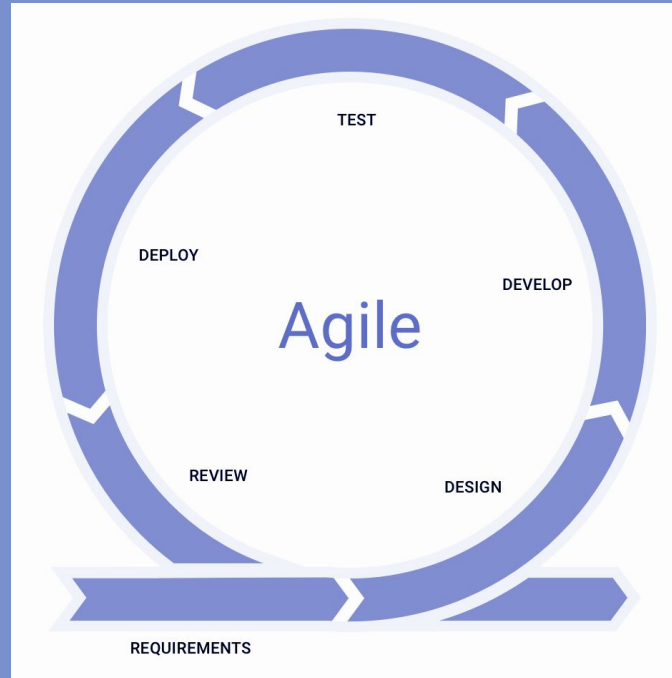 TEST
DEPLOY
DEVELOP
Agile
REVIEW
DESIGN
REQUIREMENTS